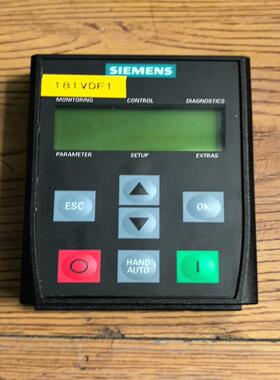 SIEMENS
181VDF1
MONITORING CONTROL DIAGNOSTICS
PARAMETER SETUP EXTRAS
ESC OK
HAND
AUTO
O I